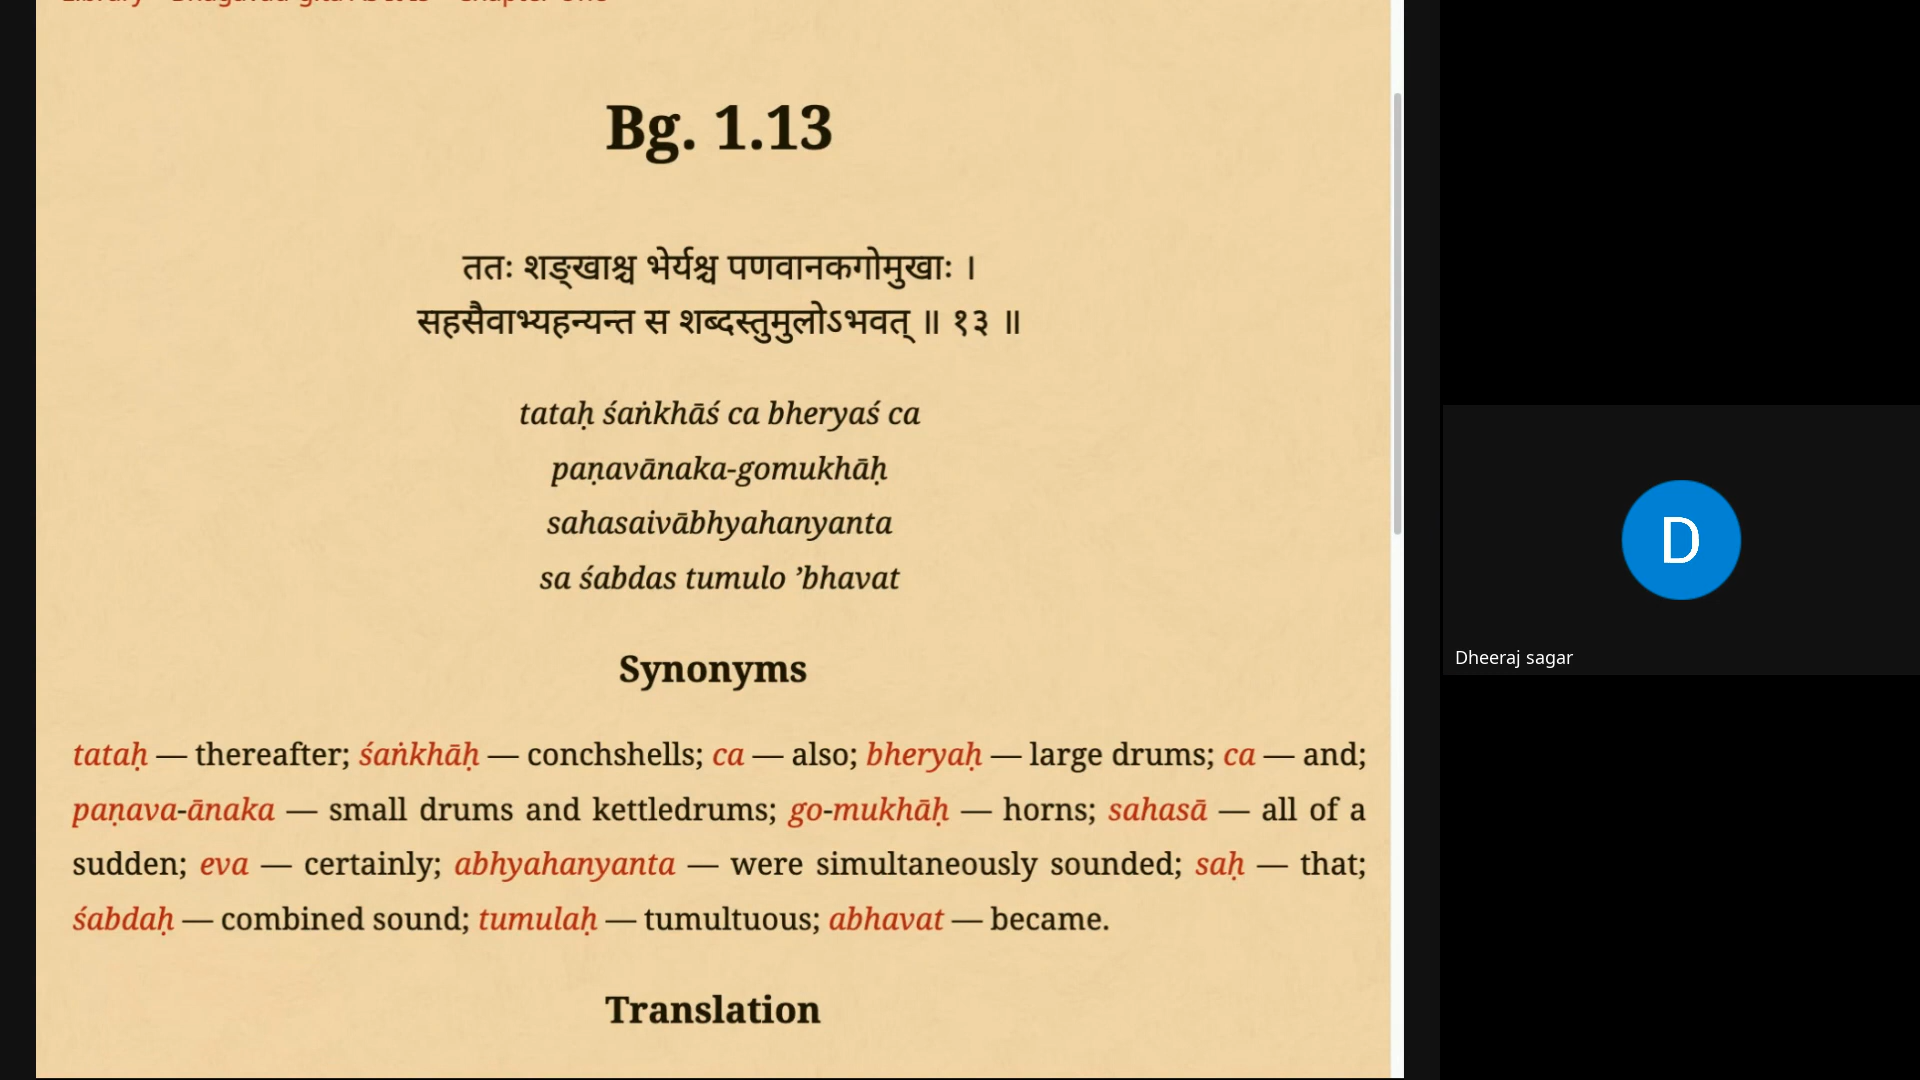 Bg. 1.13
ततः शङ्खाश्च भेर्यश्च पणवानकगोमुखाः ।
सहसैवाभ्यहन्यन्त स शब्दस्तुमुलोऽभवत् ॥ १३ ॥
tataḥ śaṅkhāś ca bheryaś ca
paṇavānaka-gomukhāḥ
sahasaivābhyahanyanta
sa śabdas tumulo ’bhavat
Synonyms
tataḥ — thereafter; śaṅkhāḥ — conchshells; ca — also; bheryaḥ — large drums; ca — and;
paṇava-ānaka — small drums and kettledrums; go-mukhāḥ — horns; sahasā — all of a
sudden; eva — certainly; abhyahanyanta — were simultaneously sounded; saḥ — that;
śabdaḥ — combined sound; tumulaḥ — tumultuous; abhavat — became.
Translation
D
Dheeraj sagar